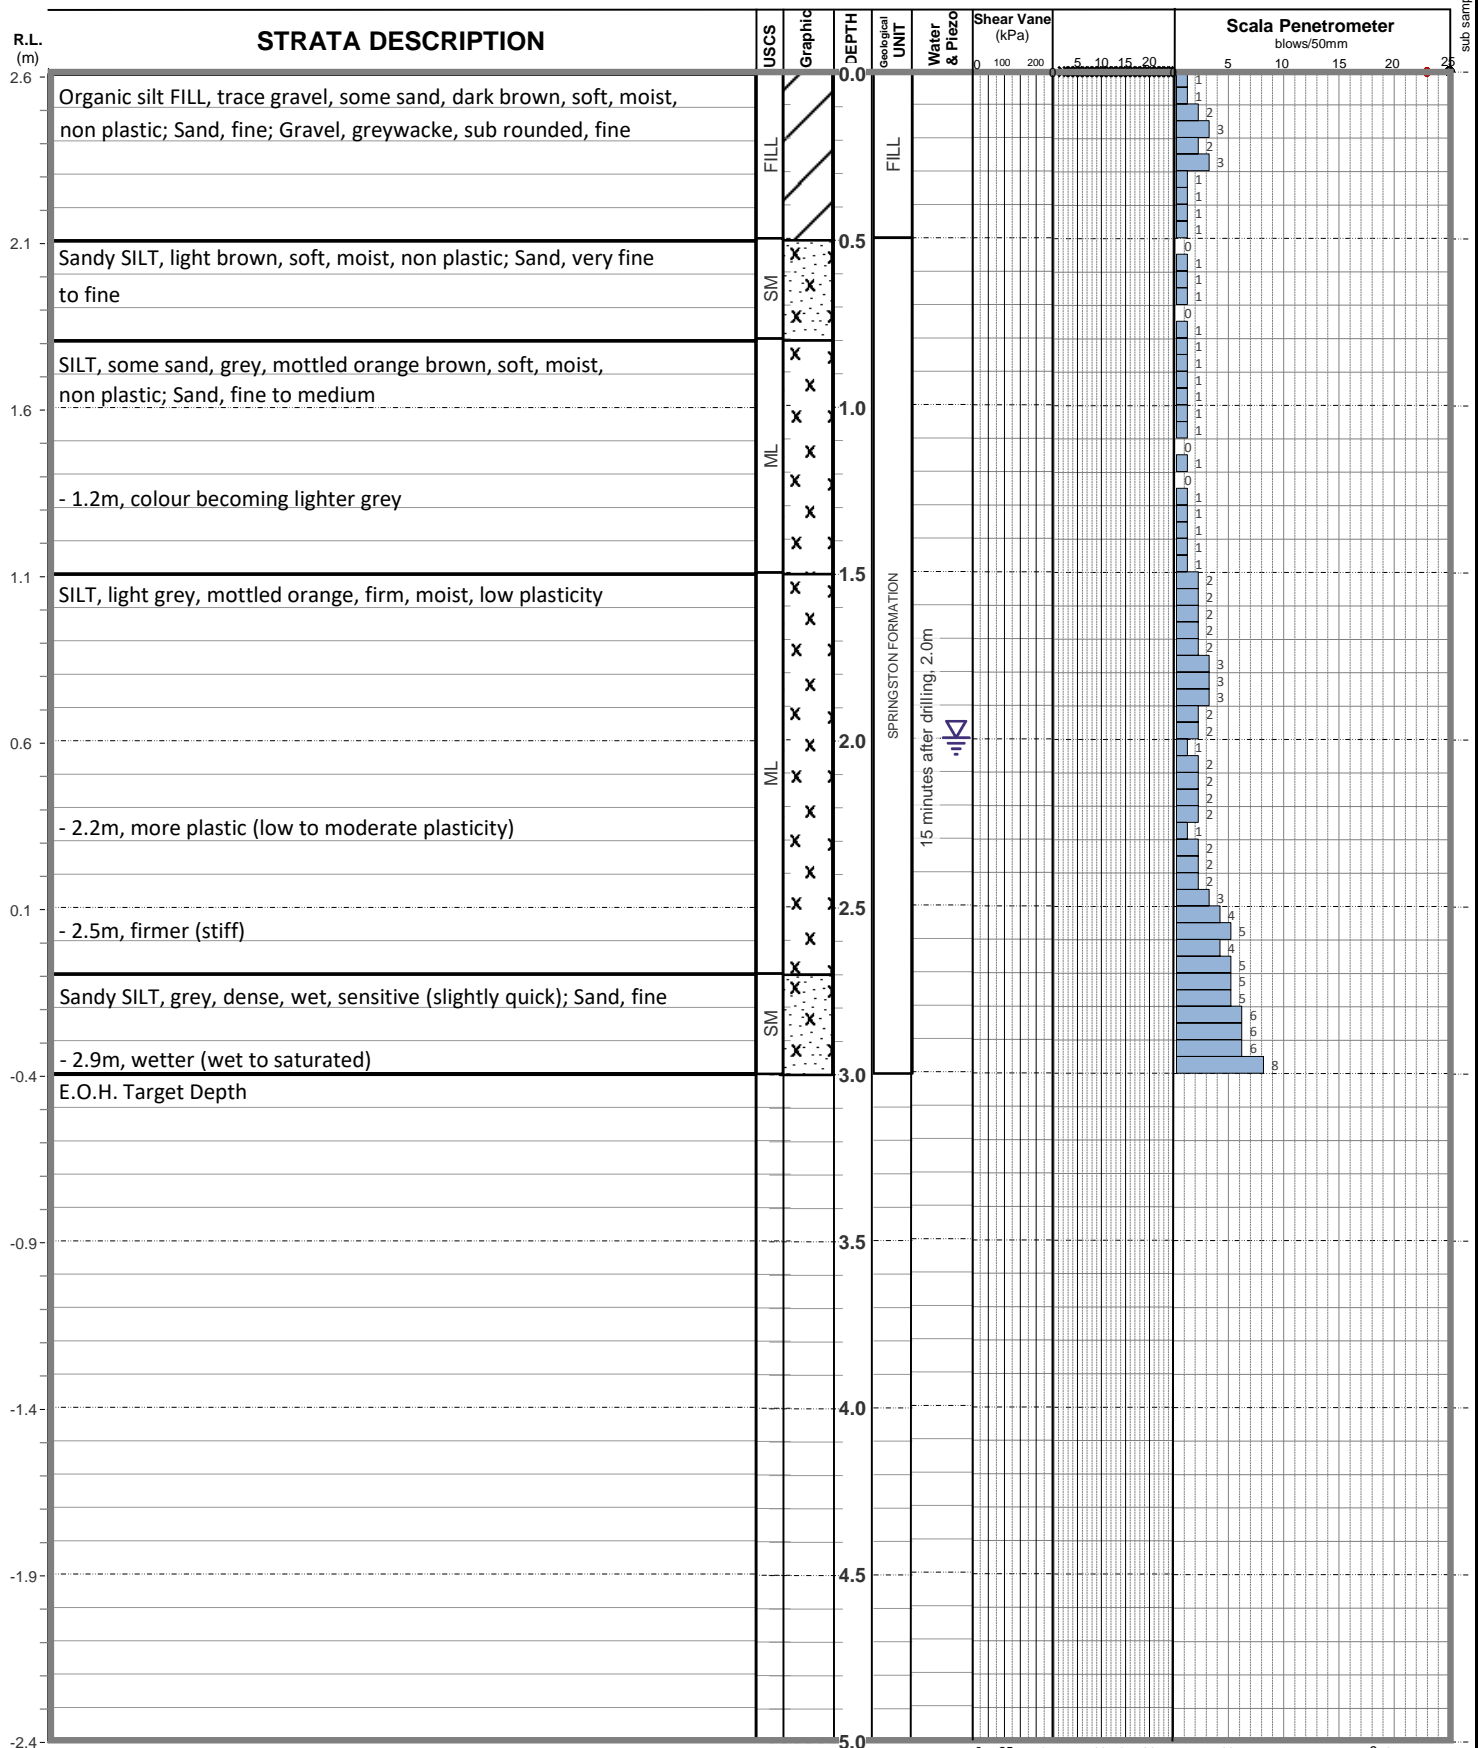 R.L.
(m)
STRATA DESCRIPTION
USCS
Graphic
DEPTH
Geological
UNIT
Water
& Piezo
Shear Vane
(kPa)
0 100 200
5 10 15 20
Scala Penetrometer
blows/50mm
5 10 15 20 25
2.6
0.0
Organic silt FILL, trace gravel, some sand, dark brown, soft, moist,
non plastic; Sand, fine; Gravel, greywacke, sub rounded, fine
FILL
FILL
1
1
2
3
2
3
1
1
1
1
2.1
0.5
Sandy SILT, light brown, soft, moist, non plastic; Sand, very fine
to fine
SM
0
1
1
1
0
1
SILT, some sand, grey, mottled orange brown, soft, moist,
non plastic; Sand, fine to medium
1
1
1
1
1.6
1.0
1
1
0
1
ML
- 1.2m, colour becoming lighter grey
0
1
1
1
1
1
1.1
1.5
SILT, light grey, mottled orange, firm, moist, low plasticity
SPRINGSTON FORMATION
15 minutes after drilling, 2.0m
2
2
2
2
2
3
3
3
2
2
0.6
2.0
ML
1
2
2
2
2
- 2.2m, more plastic (low to moderate plasticity)
1
2
2
2
3
0.1
2.5
- 2.5m, firmer (stiff)
4
5
4
5
Sandy SILT, grey, dense, wet, sensitive (slightly quick); Sand, fine
SM
5
5
6
6
- 2.9m, wetter (wet to saturated)
6
8
-0.4
3.0
E.O.H. Target Depth
-0.9
3.5
-1.4
4.0
-1.9
4.5
-2.4
5.0